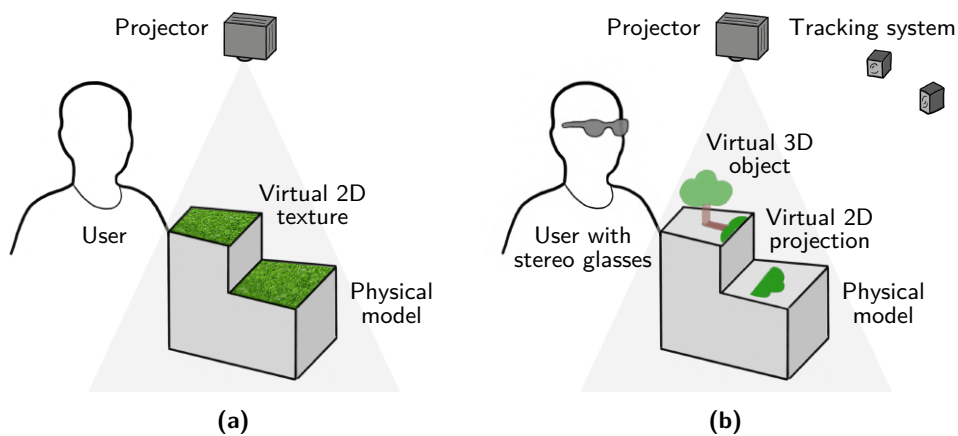 Projector
Virtual 2D
texture
User
Physical
model
(a)
Projector
Tracking system
Virtual 3D
object
Virtual 2D
projection
User with
stereo glasses
Physical
model
(b)